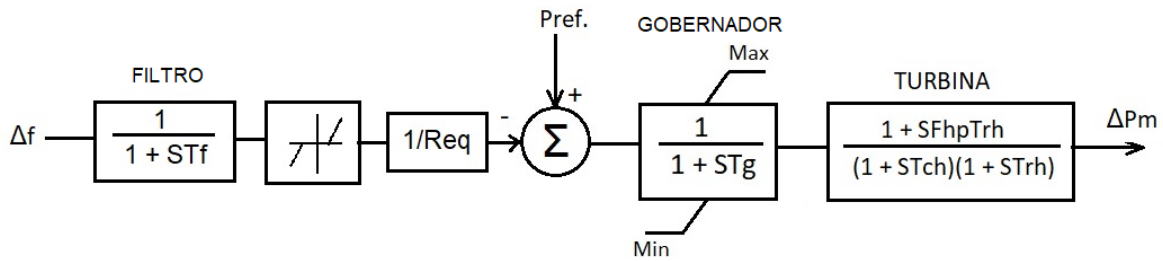 Pref.
GOBERNADOR
Max
FILTRO
TURBINA
Δf
1
1 + STf
1/Req
-
+
Σ
1
1 + STg
1 + SFhpTrh
(1 + STch)(1 + STrh)
ΔPm
Min